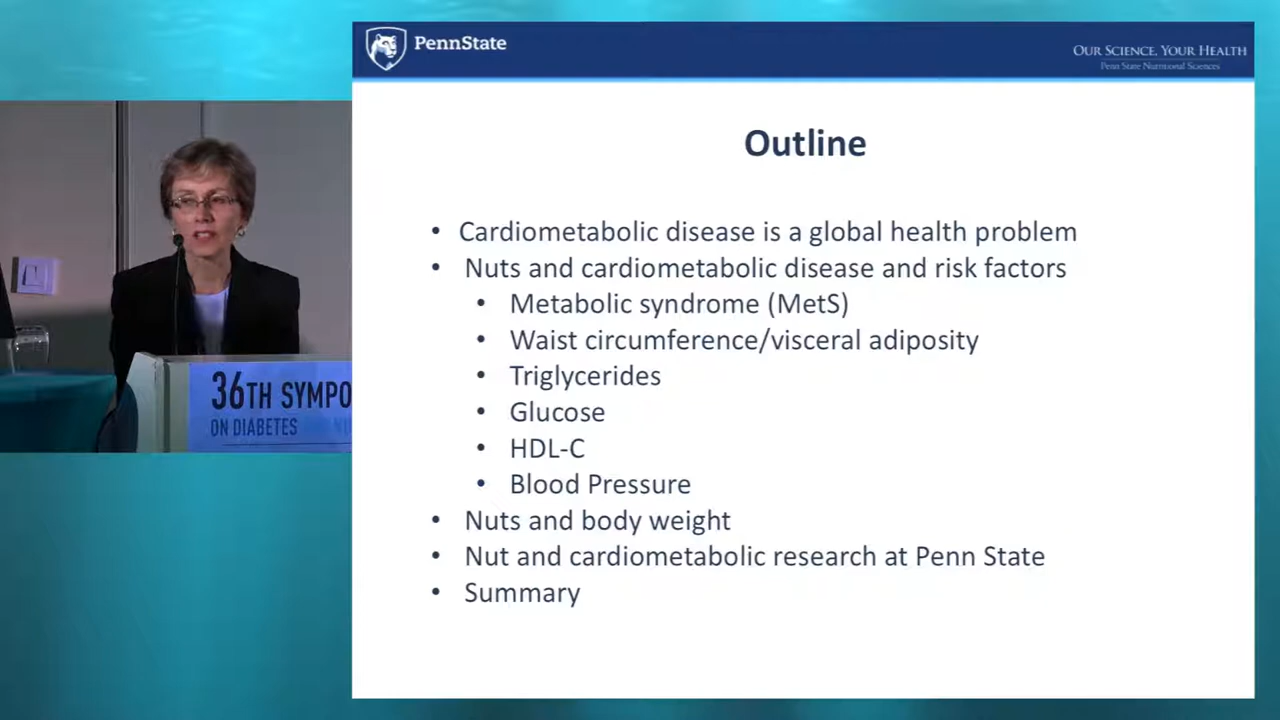 PennState
OUR SCIENCE, YOUR HEALTH
Penn State Nutritional Sciences
Outline
• Cardiometabolic disease is a global health problem
• Nuts and cardiometabolic disease and risk factors
• Metabolic syndrome (MetS)
• Waist circumference/visceral adiposity
• Triglycerides
• Glucose
• HDL-C
• Blood Pressure
• Nuts and body weight
• Nut and cardiometabolic research at Penn State
• Summary
36TH SYMPO
ON DIABETES